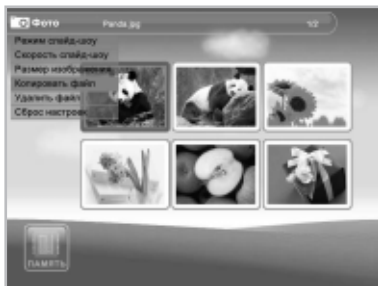 Фото Panda.jpg 1/2
Режим слайд-шоу
Скорость слайд-шоу
Размер изображения
Копировать файл
Удалить файл
Сброс настроек
ПАМЯТЬ